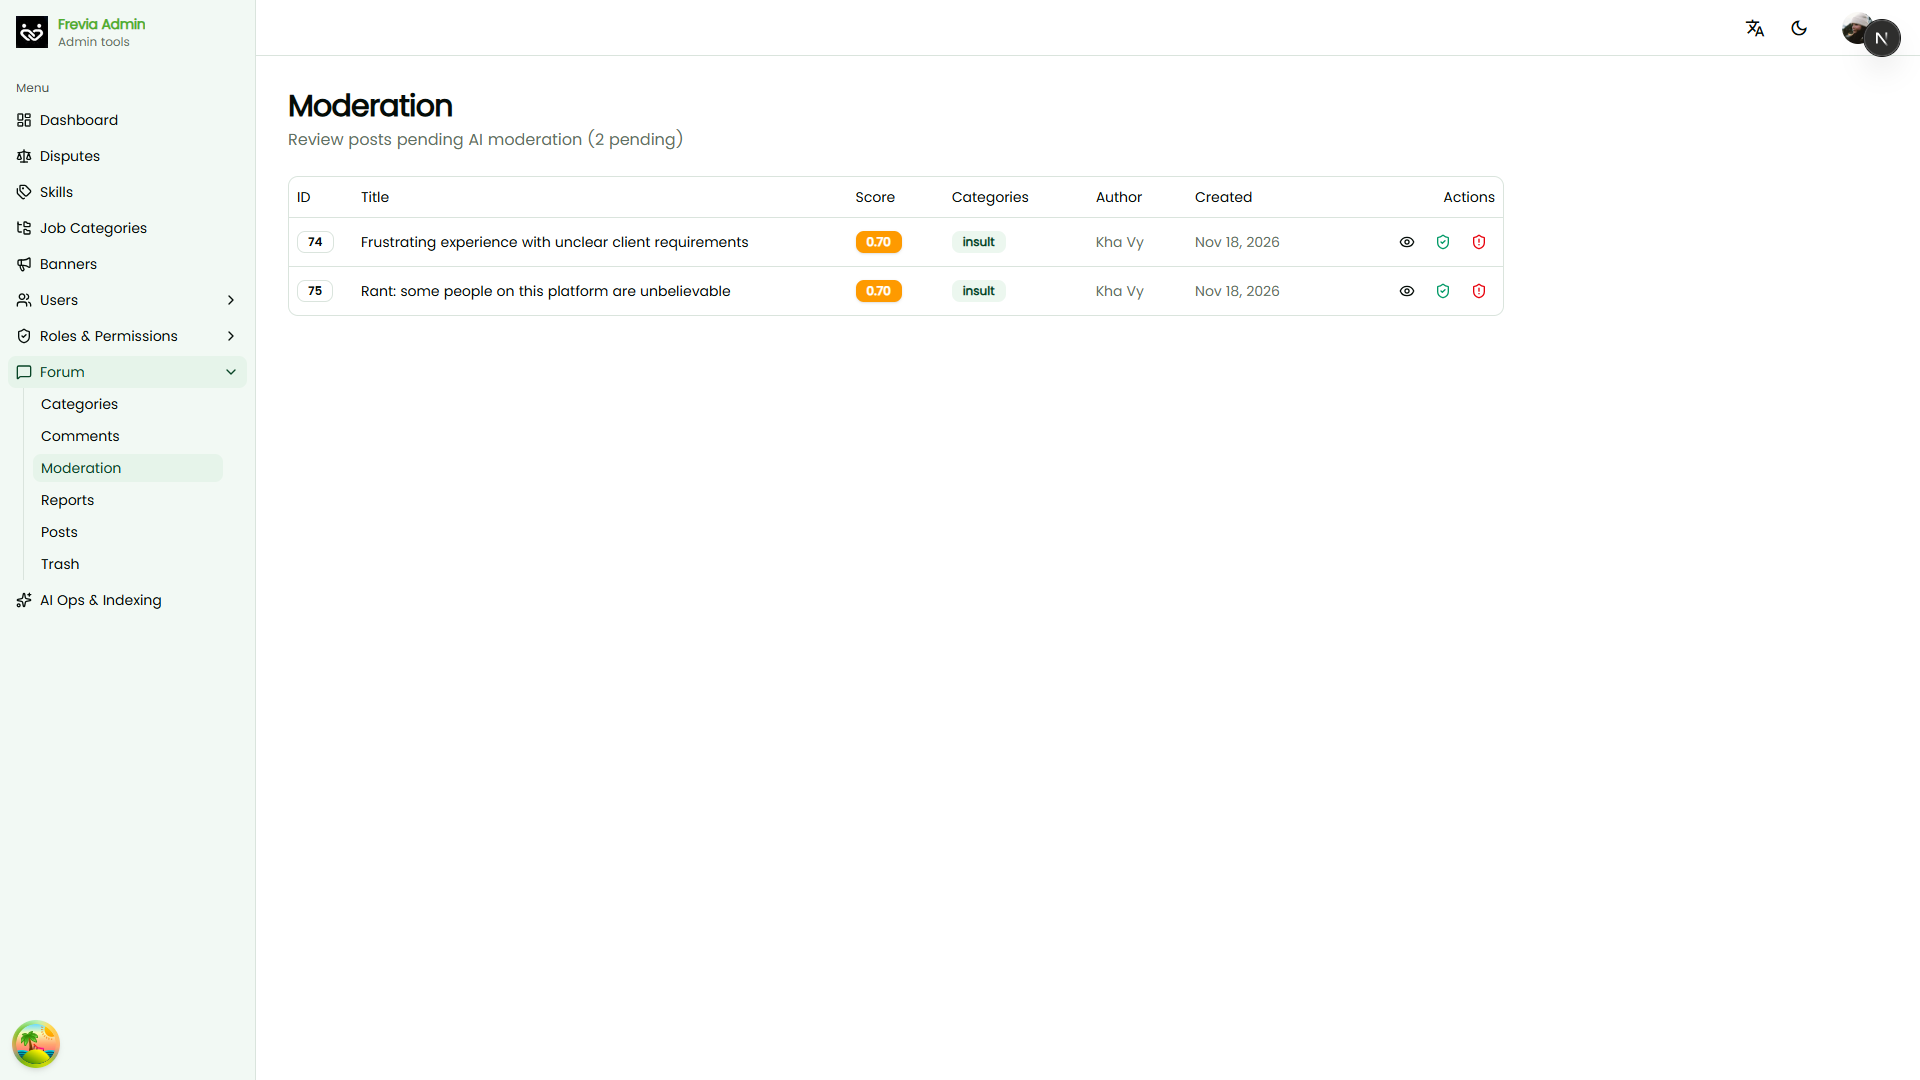 Frevia Admin
Admin tools
N
Menu
Dashboard
Disputes
Skills
Job Categories
Banners
Users
Roles & Permissions
Forum
Categories
Comments
Moderation
Reports
Posts
Trash
AI Ops & Indexing
Moderation
Review posts pending AI moderation (2 pending)
ID Title Score Categories Author Created Actions
74 Frustrating experience with unclear client requirements 0.70 insult Kha Vy Nov 18, 2026
75 Rant: some people on this platform are unbelievable 0.70 insult Kha Vy Nov 18, 2026